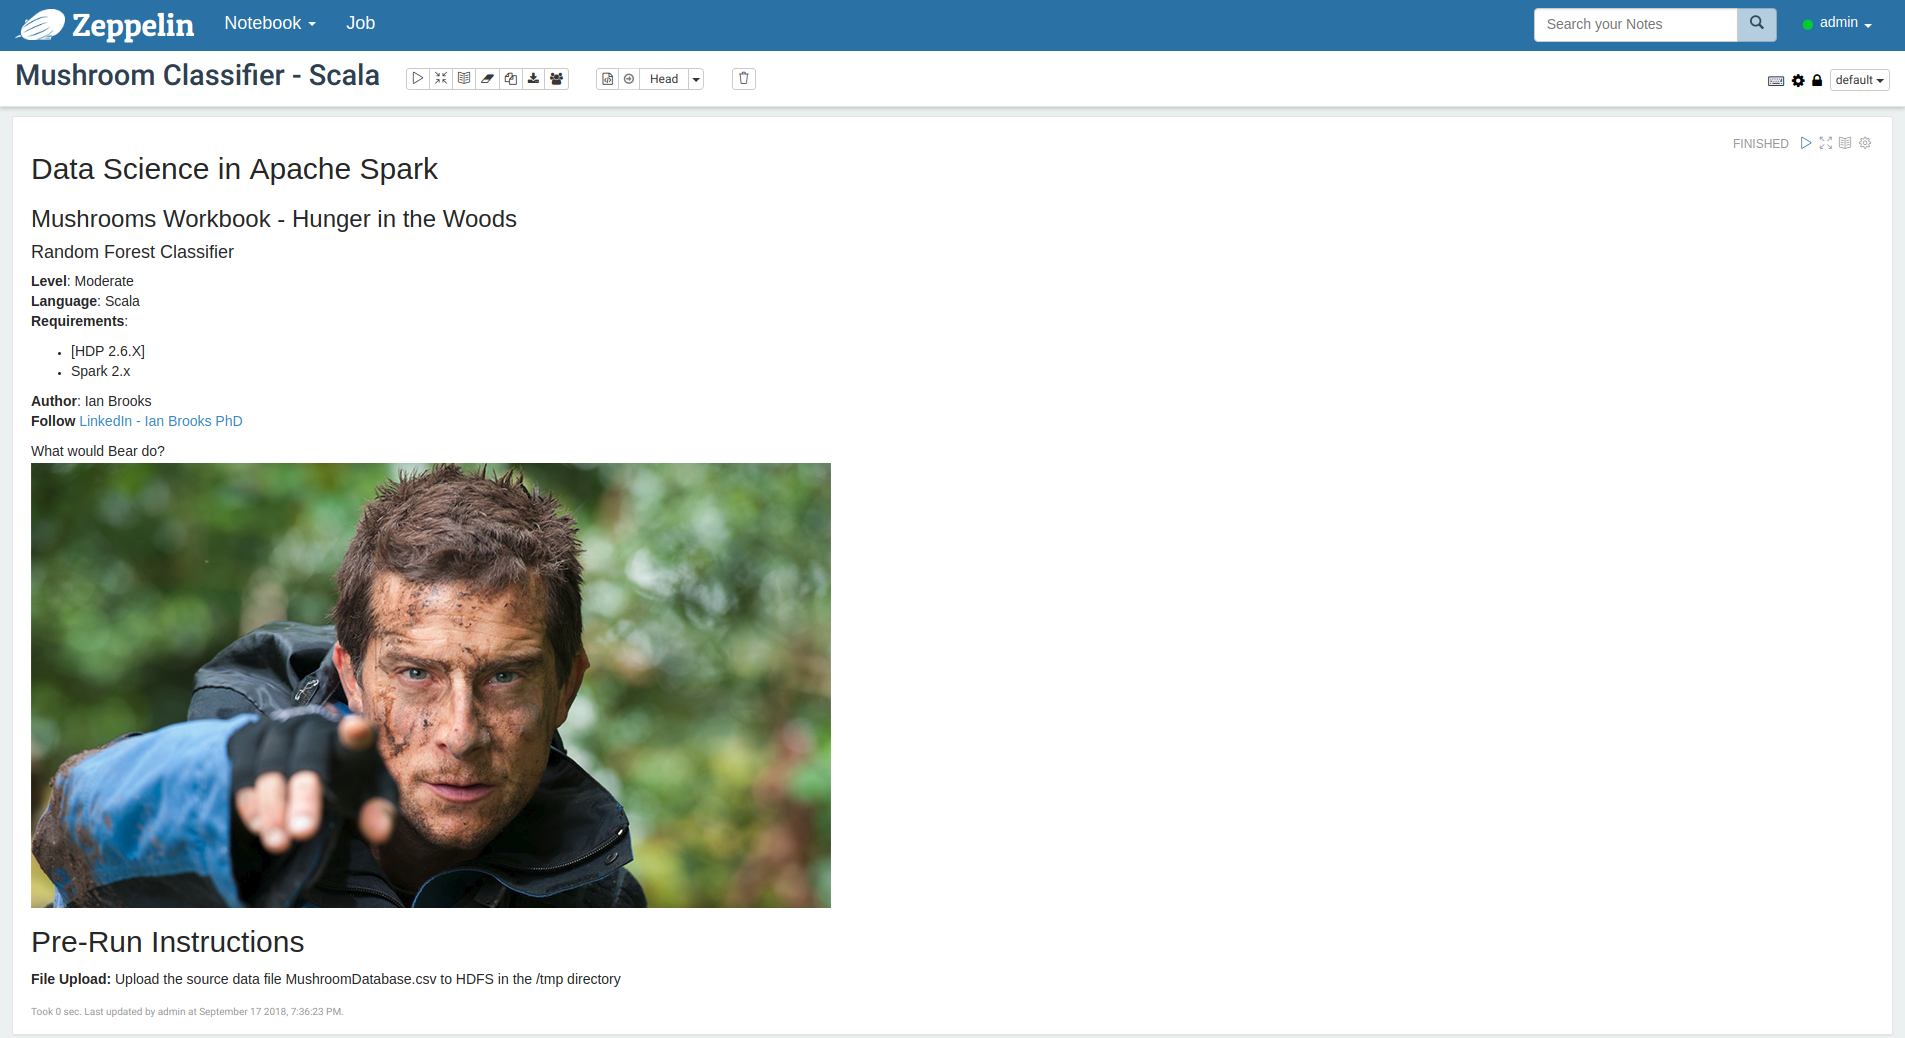 Zeppelin Notebook Job Search your Notes admin
Mushroom Classifier - Scala Head default
FINISHED
Data Science in Apache Spark
Mushrooms Workbook - Hunger in the Woods
Random Forest Classifier
Level: Moderate
Language: Scala
Requirements:
• [HDP 2.6.X]
• Spark 2.x
Author: Ian Brooks
Follow LinkedIn - Ian Brooks PhD
What would Bear do?
Pre-Run Instructions
File Upload: Upload the source data file MushroomDatabase.csv to HDFS in the /tmp directory
Took 0 sec. Last updated by admin at September 17 2018, 7:36:23 PM.